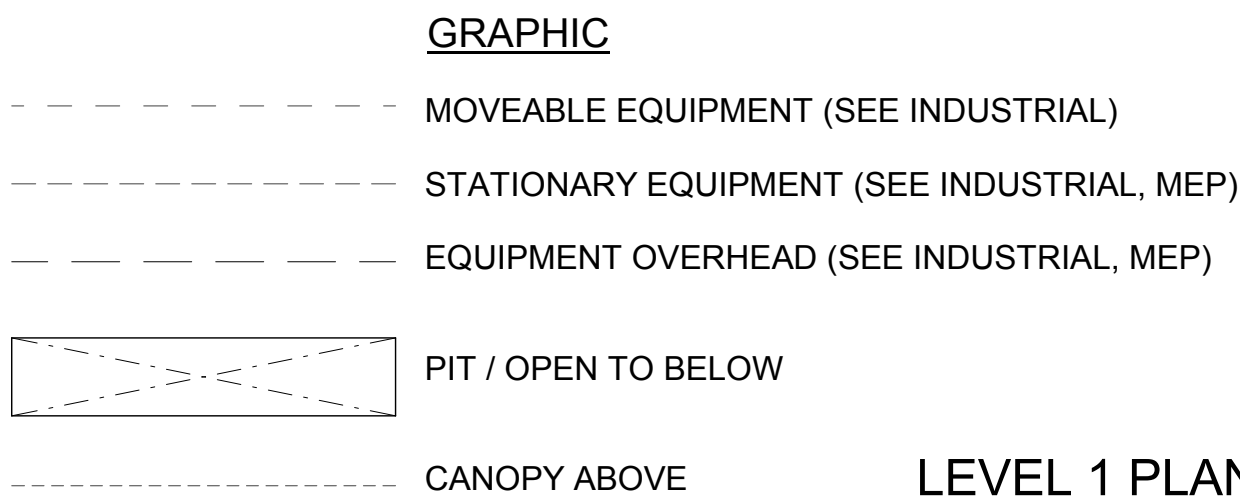 GRAPHIC
MOVEABLE EQUIPMENT (SEE INDUSTRIAL)
STATIONARY EQUIPMENT (SEE INDUSTRIAL, MEP)
EQUIPMENT OVERHEAD (SEE INDUSTRIAL, MEP)
PIT / OPEN TO BELOW
CANOPY ABOVE
LEVEL 1 PLAN